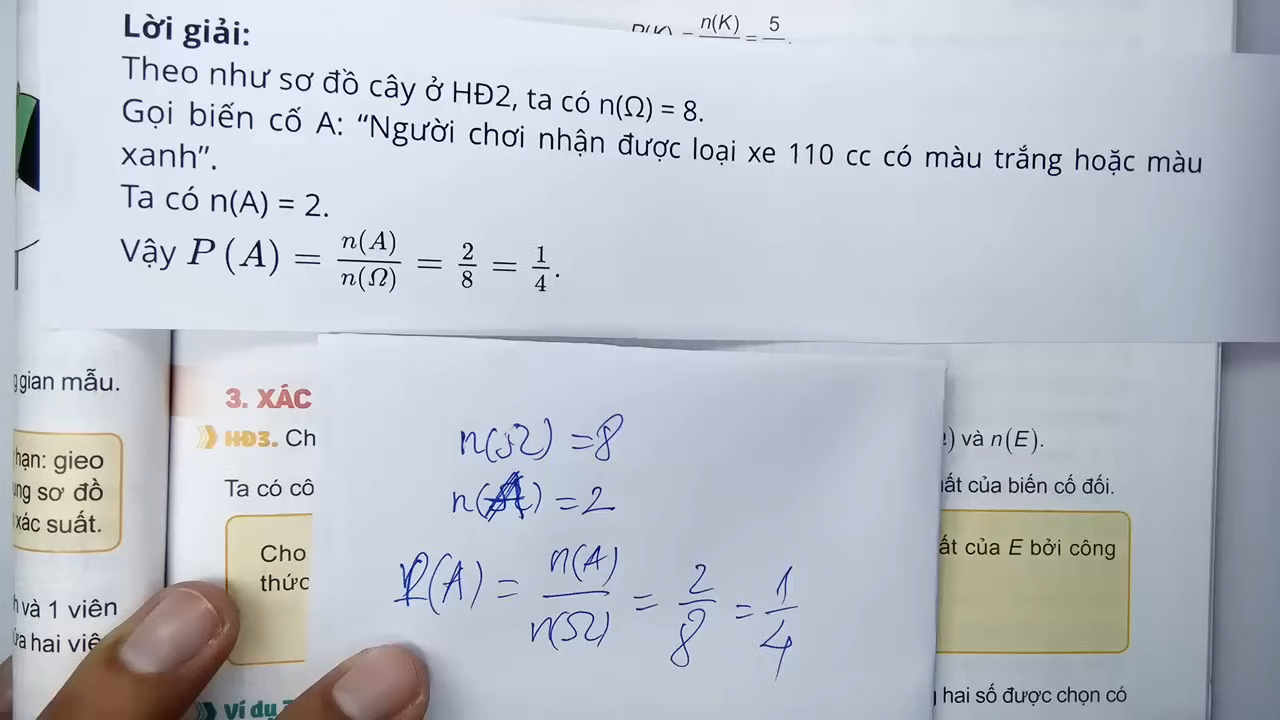 n(K)
= 5
Lời giải:
Theo như sơ đồ cây ở HĐ2, ta có n(Ω) = 8.
Gọi biến cố A: “Người chơi nhận được loại xe 110 cc có màu trắng hoặc màu
xanh”.
Ta có n(A) = 2.
Vậy P(A) = n(A)/n(Ω) = 2/8 = 1/4.
gian mẫu.
hạn: gieo
ng sơ đồ
xác suất.
h và 1 viên
3. XÁC
HĐ3. Ch
Ta có cô
Cho
thức
Ví dụ
n(Ω) = 8
n(A) = 2
P(A) = n(A)/n(Ω) = 2/8 = 1/4
) và n(E).
ất của biến cố đối.
ất của E bởi công
hai số được chọn có